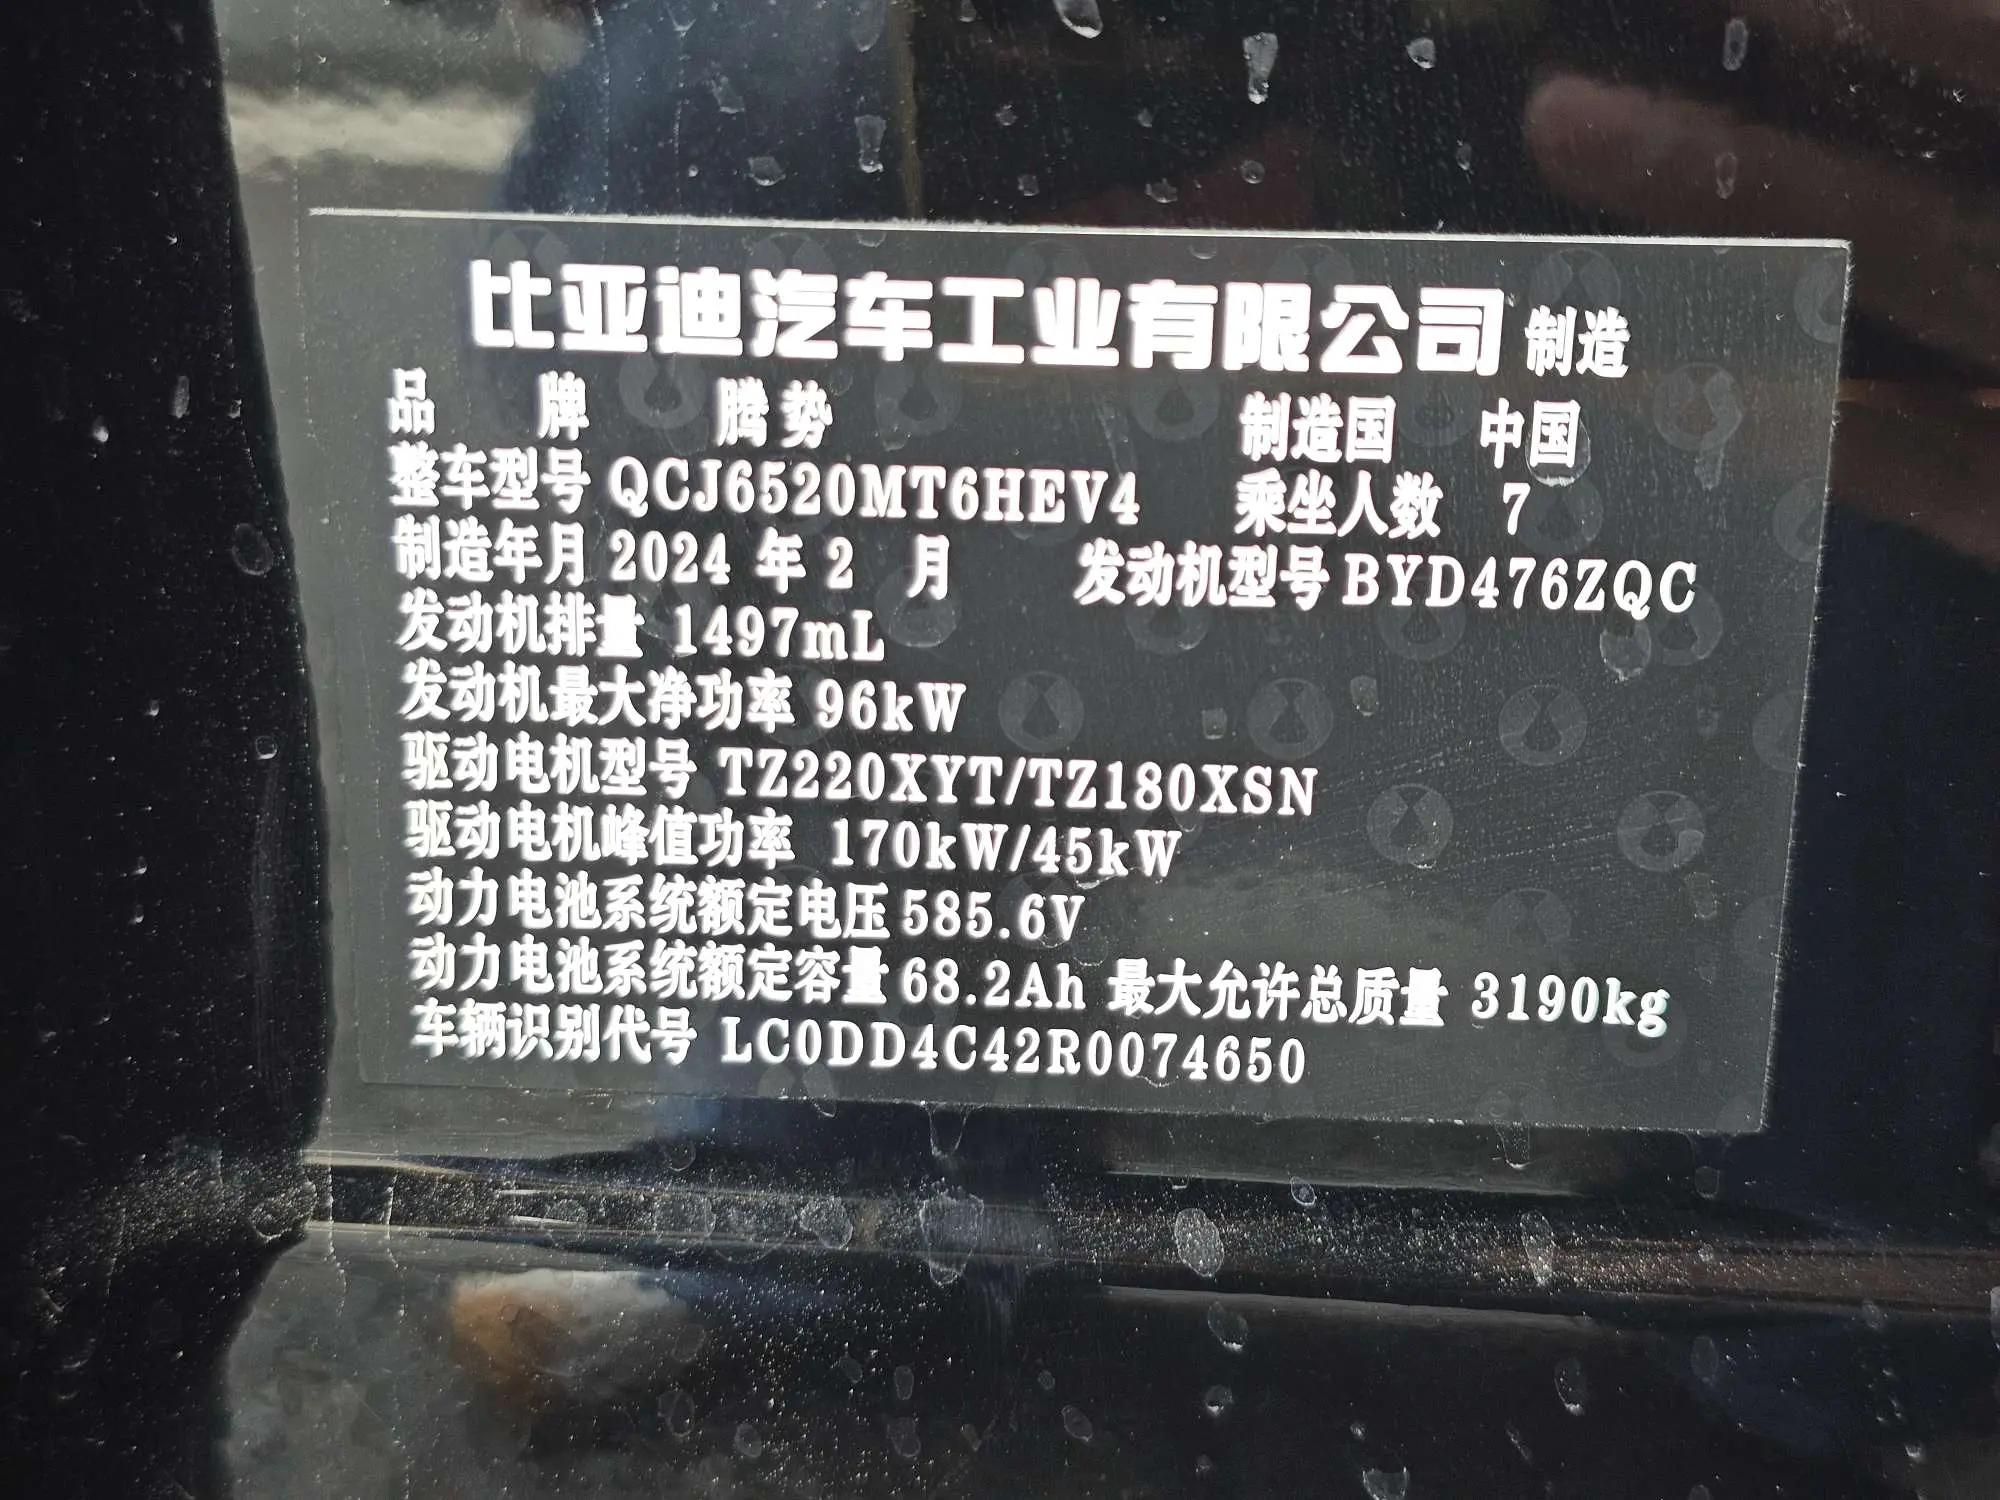 比亚迪汽车工业有限公司 制造
品 牌 腾势 制造国 中国
整车型号 QCJ6520MT6HEV4 乘坐人数 7
制造年月 2024 年 2 月 发动机型号 BYD476ZQC
发动机排量 1497mL
发动机最大净功率 96kW
驱动电机型号 TZ220XYT/TZ180XSN
驱动电机峰值功率 170kW/45kW
动力电池系统额定电压 585.6V
动力电池系统额定容量 68.2Ah 最大允许总质量 3190kg
车辆识别代号 LC0DD4C42R0074650